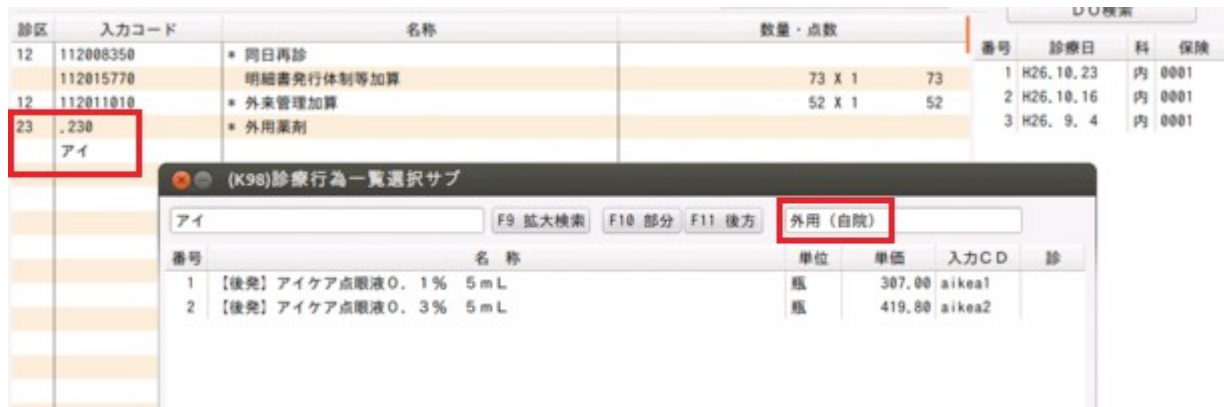 DO検索
診区 入力コード 名称 数量・点数
番号 診療日 科 保険
12 112008350 * 同日再診
112015770 明細書発行体制等加算 73 X 1 73
12 112011010 * 外来管理加算 52 X 1 52
23 .230 * 外用薬剤
アイ
1 H26.10.23 内 0001
2 H26.10.16 内 0001
3 H26. 9. 4 内 0001
(K98)診療行為一覧選択サブ
アイ F9 拡大検索 F10 部分 F11 後方 外用(自院)
番号 名 称 単位 単価 入力CD 診
1 【後発】アイケア点眼液0.1% 5mL 瓶 307.00 aikea1
2 【後発】アイケア点眼液0.3% 5mL 瓶 419.80 aikea2